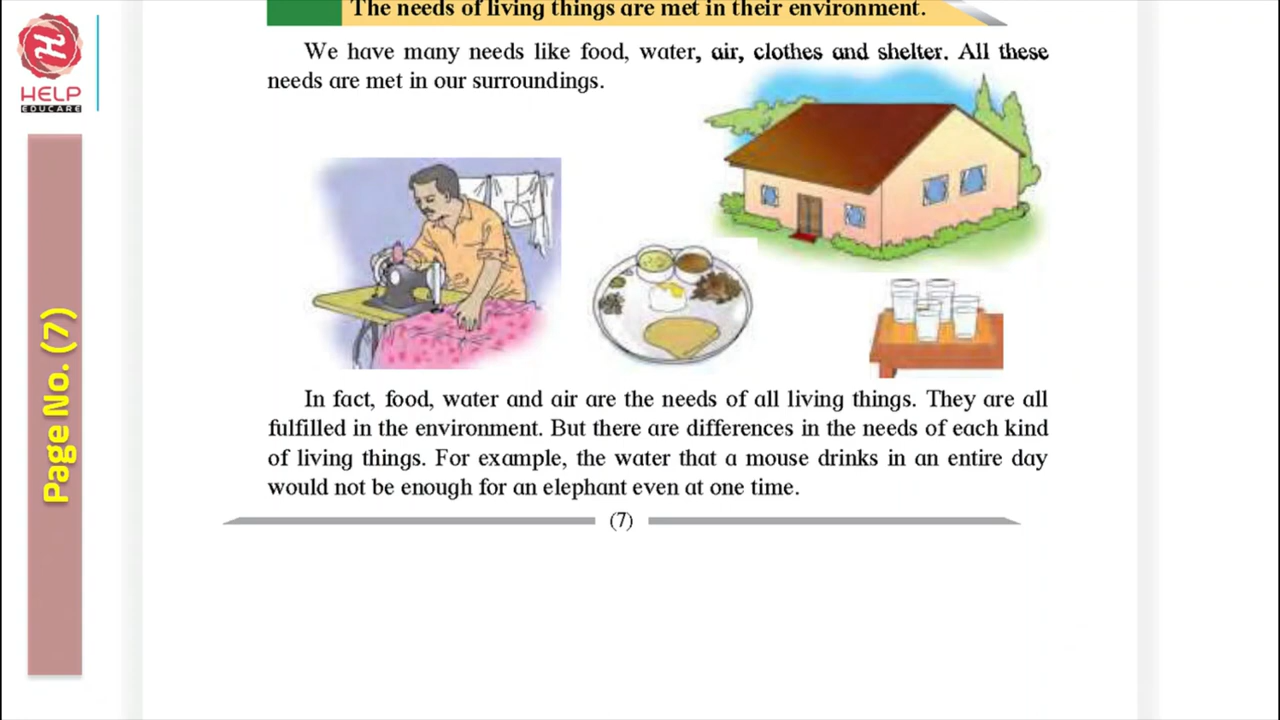 HELP
EDUCARE
Page No. (7)
The needs of living things are met in their environment.
We have many needs like food, water, air, clothes and shelter. All these
needs are met in our surroundings.
In fact, food, water and air are the needs of all living things. They are all
fulfilled in the environment. But there are differences in the needs of each kind
of living things. For example, the water that a mouse drinks in an entire day
would not be enough for an elephant even at one time.
(7)